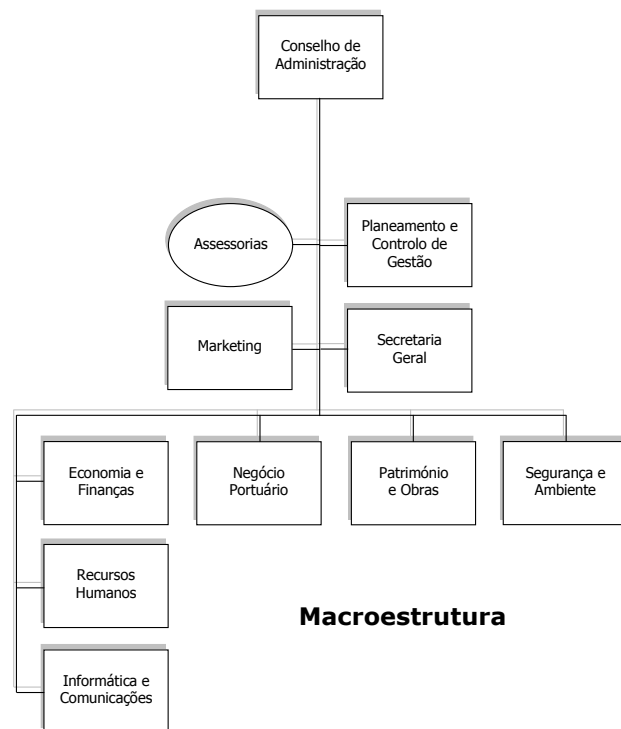 Conselho de
Administração
Assessorias
Planeamento e
Controlo de
Gestão
Marketing
Secretaria
Geral
Economia e
Finanças
Negócio
Portuário
Património
e Obras
Segurança e
Ambiente
Recursos
Humanos
Macroestrutura
Informática e
Comunicações